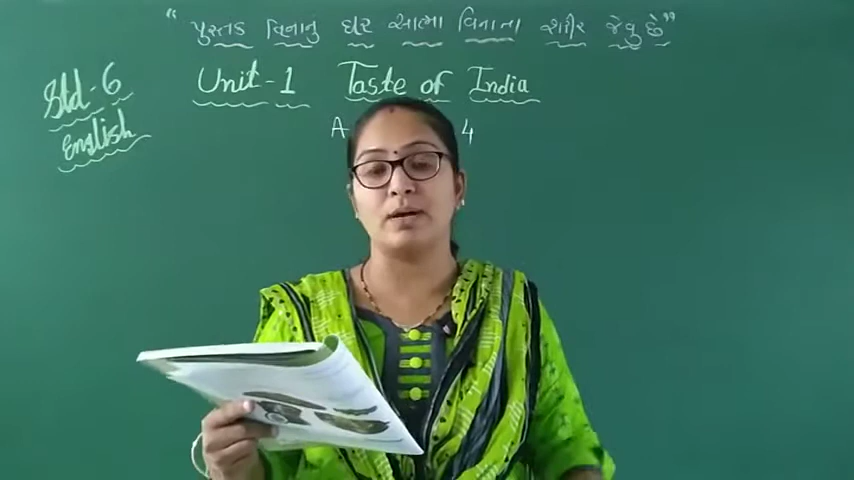 “ પુસ્તક વિનાનુ ઘર આત્મા વિનાના શરીર જેવુ છે”
Std-6
English
Unit-1 Taste of India
A 4